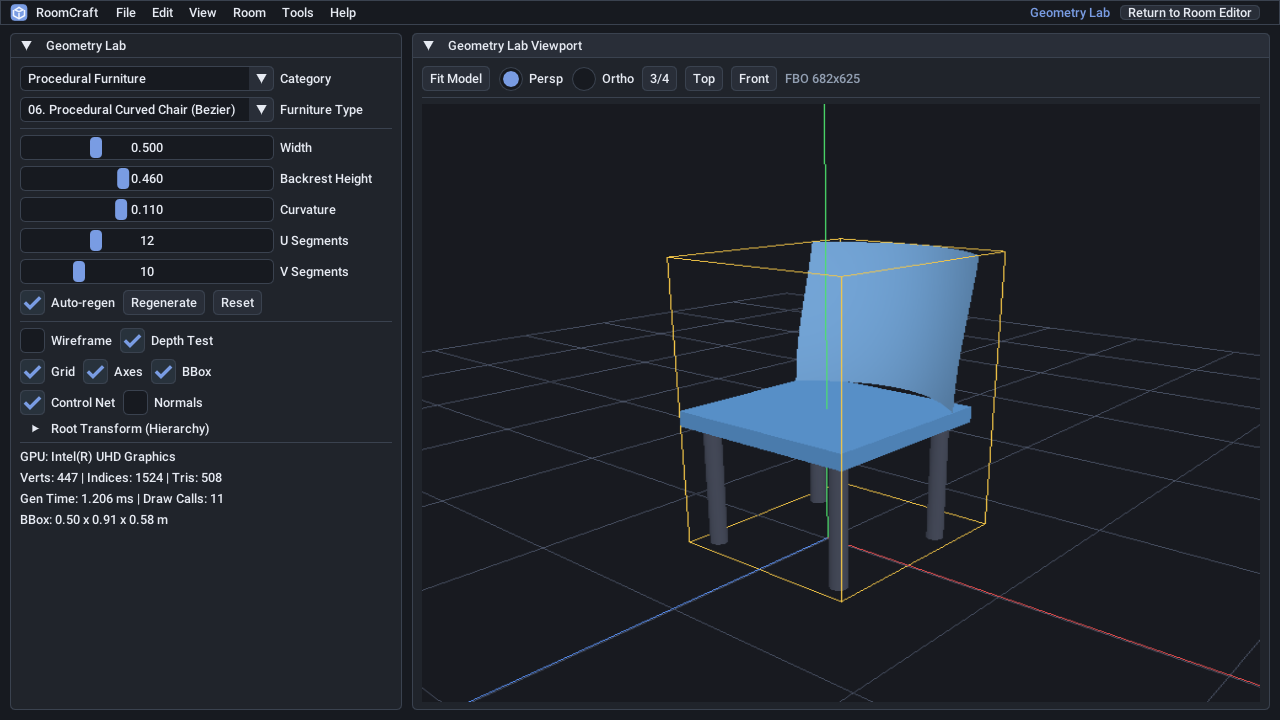 RoomCraft File Edit View Room Tools Help Geometry Lab Return to Room Editor
Geometry Lab
Procedural Furniture Category
06. Procedural Curved Chair (Bezier) Furniture Type
0.500 Width
0.460 Backrest Height
0.110 Curvature
12 U Segments
10 V Segments
Auto-regen Regenerate Reset
Wireframe Depth Test
Grid Axes BBox
Control Net Normals
Root Transform (Hierarchy)
GPU: Intel(R) UHD Graphics
Verts: 447 | Indices: 1524 | Tris: 508
Gen Time: 1.206 ms | Draw Calls: 11
BBox: 0.50 x 0.91 x 0.58 m
Geometry Lab Viewport
Fit Model Persp Ortho 3/4 Top Front FBO 682x625